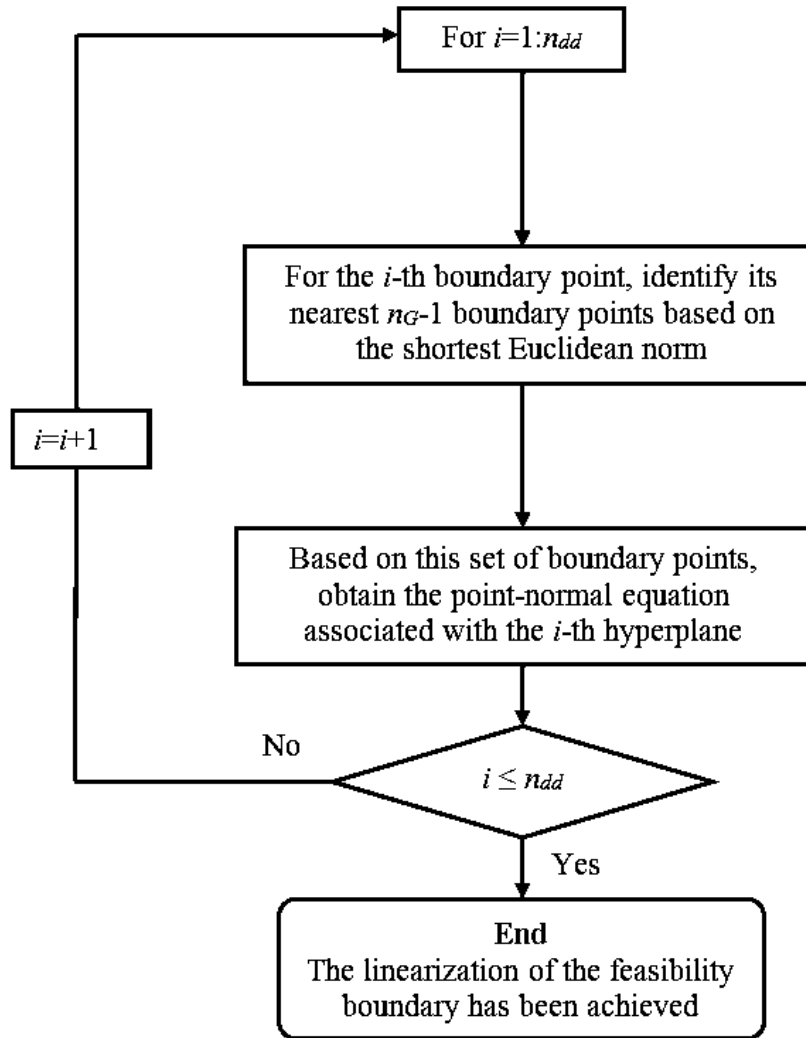 For i=1:ndd
For the i-th boundary point, identify its
nearest nG-1 boundary points based on
the shortest Euclidean norm
i=i+1
Based on this set of boundary points,
obtain the point-normal equation
associated with the i-th hyperplane
No
i ≤ ndd
Yes
End
The linearization of the feasibility
boundary has been achieved